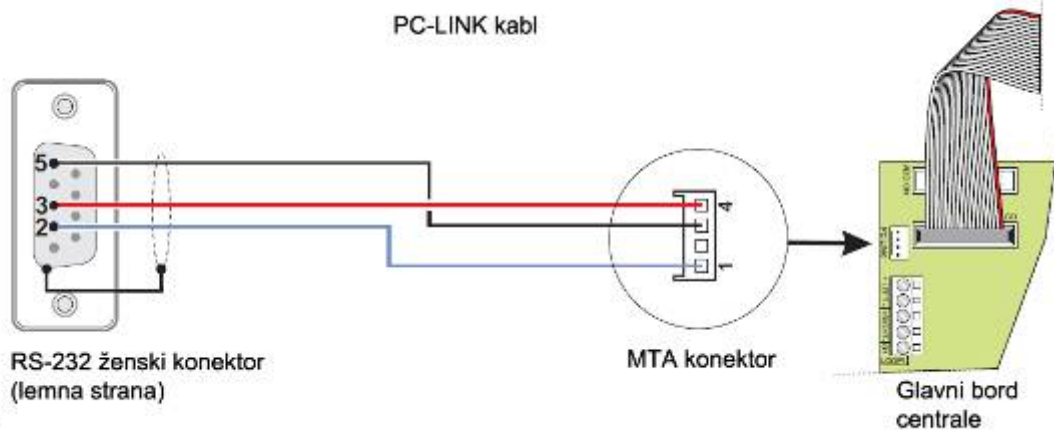 PC-LINK kabl
5
3
2
4
1
RS-232 ženski konektor
(lemna strana)
MTA konektor
Glavni bord
centrale